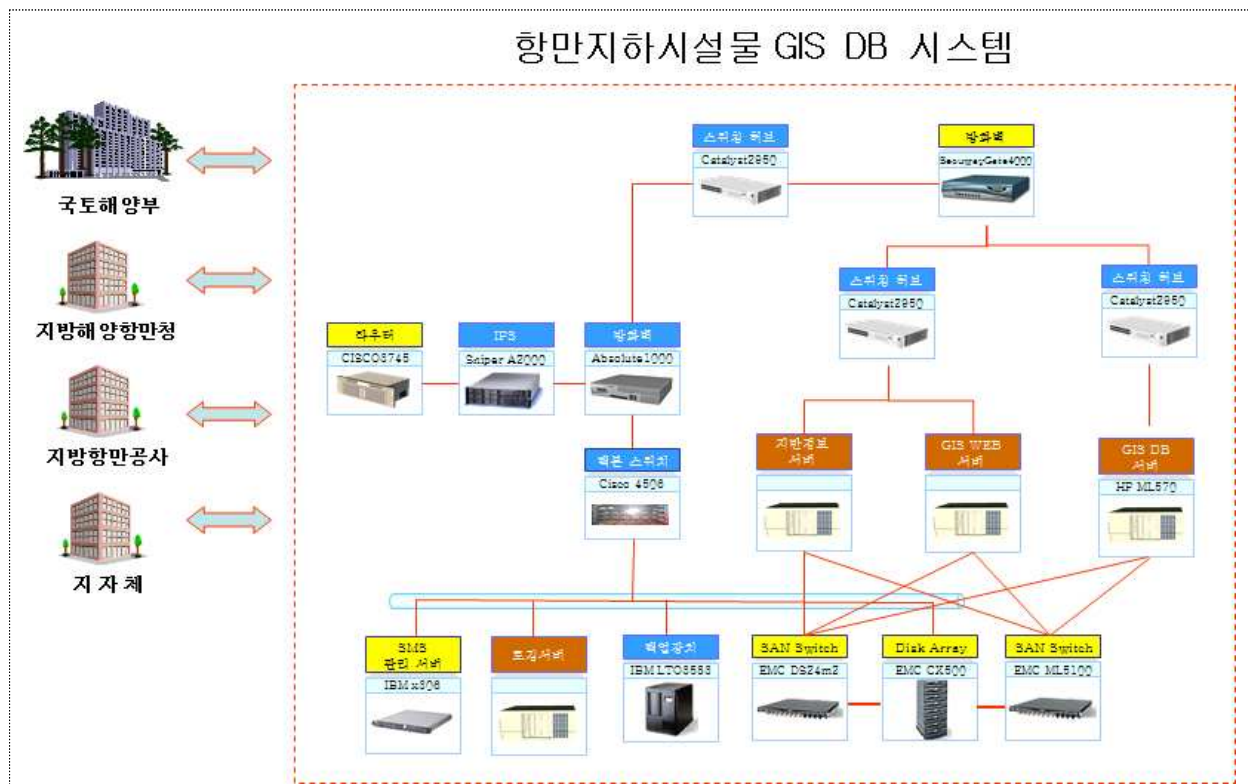 항만지하시설물 GIS DB 시스템
국토해양부
지방해양항만청
지방항만공사
지 자 체
스위칭 허브
Catalyst2950
방화벽
SecurayGate4000
스위칭 허브
Catalyst2950
스위칭 허브
Catalyst2950
라우터
CISCO3745
IPS
Sniper A2000
방화벽
Absolute1000
백본 스위치
Cisco 4506
지반정보
서버
GIS WEB
서버
GIS DB
서버
HP ML570
SMS
관리 서버
IBM x306
로깅서버
백업장치
IBM LTO3583
SAN Switch
EMC DS24m2
Disk Array
EMC CX500
SAN Switch
EMC ML5100